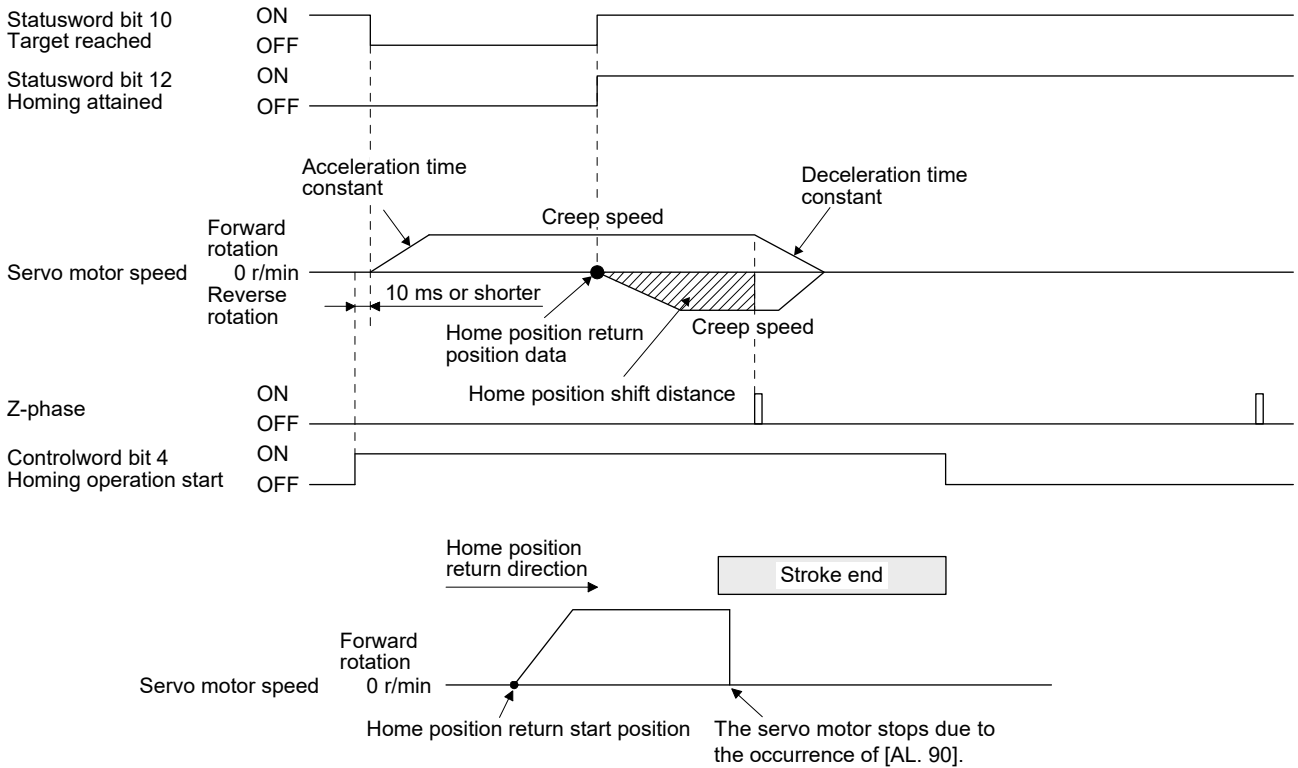 Statusword bit 10
Target reached
ON
OFF
Statusword bit 12
Homing attained
ON
OFF
Acceleration time
constant
Deceleration time
constant
Creep speed
Forward
rotation
Servo motor speed
0 r/min
Reverse
rotation
10 ms or shorter
Home position return
position data
Creep speed
Home position shift distance
Z-phase
ON
OFF
Controlword bit 4
Homing operation start
ON
OFF
Home position
return direction
Stroke end
Forward
rotation
Servo motor speed
0 r/min
Home position return start position
The servo motor stops due to
the occurrence of [AL. 90].